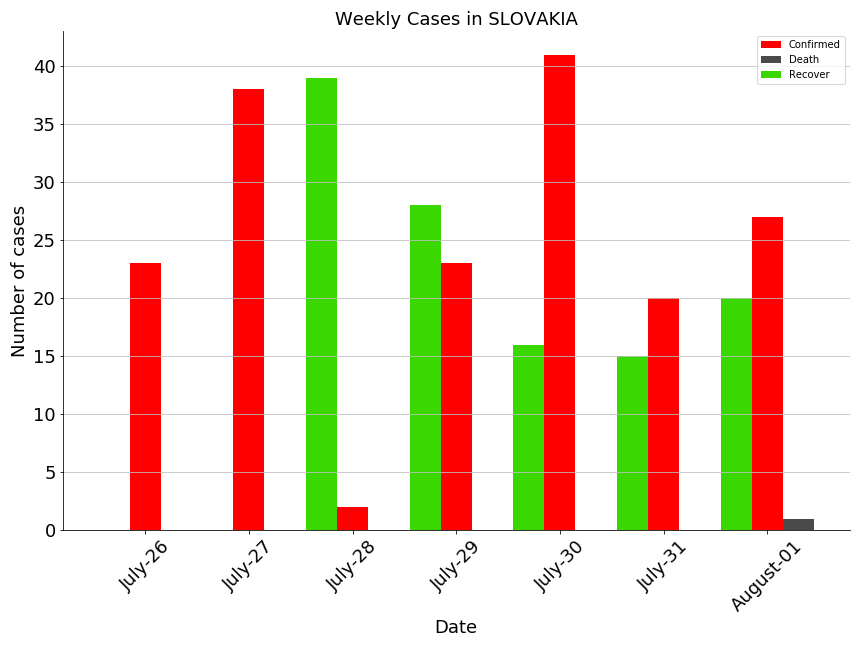 Weekly Cases in SLOVAKIA
Confirmed
Death
Recover
Number of cases
40
35
30
25
20
15
10
5
0
July-26
July-27
July-28
July-29
July-30
July-31
August-01
Date